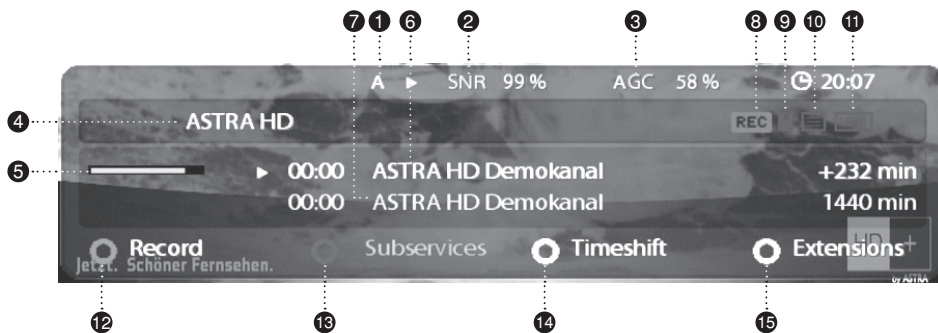 7 1 6 2 3 8 9 10 11
A SNR 99 % AGC 58 % 20:07
4 ASTRA HD REC
5 00:00 ASTRA HD Demokanal +232 min
00:00 ASTRA HD Demokanal 1440 min
Record Subservices Timeshift Extensions HD +
Jetzt. Schöner Fernsehen.
by ASTRA
12 13 14 15